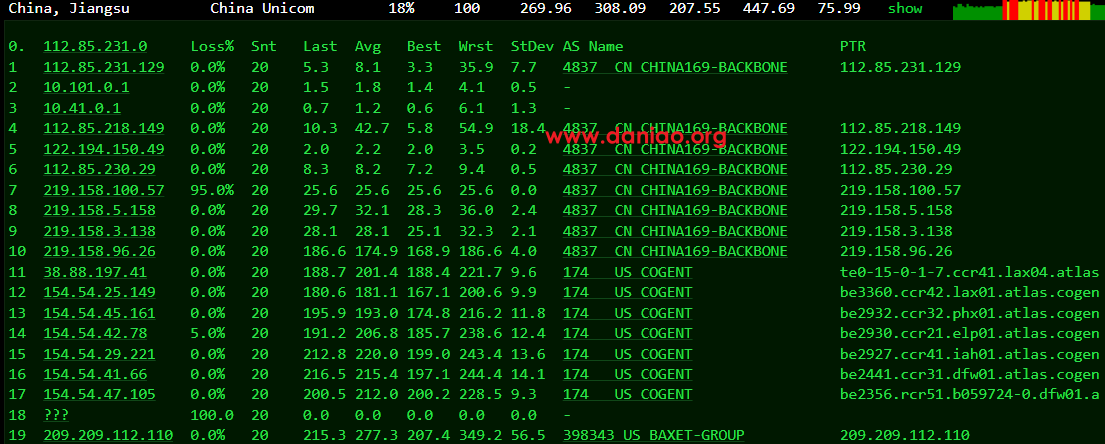 China, Jiangsu China Unicom 18% 100 269.96 308.09 207.55 447.69 75.99 show
0. 112.85.231.0 Loss% Snt Last Avg Best Wrst StDev AS Name PTR
1 112.85.231.129 0.0% 20 5.3 8.1 3.3 35.9 7.7 4837 CN CHINA169-BACKBONE 112.85.231.129
2 10.101.0.1 0.0% 20 1.5 1.8 1.4 4.1 0.5 -
3 10.41.0.1 0.0% 20 0.7 1.2 0.6 6.1 1.3 -
4 112.85.218.149 0.0% 20 10.3 42.7 5.8 54.9 18.4 4837 CN CHINA169-BACKBONE 112.85.218.149
www.daniao.org
5 122.194.150.49 0.0% 20 2.0 2.2 2.0 3.5 0.2 4837 CN CHINA169-BACKBONE 122.194.150.49
6 112.85.230.29 0.0% 20 8.3 8.2 7.2 9.4 0.5 4837 CN CHINA169-BACKBONE 112.85.230.29
7 219.158.100.57 95.0% 20 25.6 25.6 25.6 25.6 0.0 4837 CN CHINA169-BACKBONE 219.158.100.57
8 219.158.5.158 0.0% 20 29.7 32.1 28.3 36.0 2.4 4837 CN CHINA169-BACKBONE 219.158.5.158
9 219.158.3.138 0.0% 20 28.1 28.1 25.1 32.3 2.1 4837 CN CHINA169-BACKBONE 219.158.3.138
10 219.158.96.26 0.0% 20 186.6 174.9 168.9 186.6 4.0 4837 CN CHINA169-BACKBONE 219.158.96.26
11 38.88.197.41 0.0% 20 188.7 201.4 188.4 221.7 9.6 174 US COGENT te0-15-0-1-7.ccr41.lax04.atlas
12 154.54.25.149 0.0% 20 180.6 181.1 167.1 200.6 9.9 174 US COGENT be3360.ccr42.lax01.atlas.cogen
13 154.54.45.161 0.0% 20 195.9 193.0 174.8 216.2 11.8 174 US COGENT be2932.ccr32.phx01.atlas.cogen
14 154.54.42.78 5.0% 20 191.2 206.8 185.7 238.6 12.4 174 US COGENT be2930.ccr21.elp01.atlas.cogen
15 154.54.29.221 0.0% 20 212.8 220.0 199.0 243.4 13.6 174 US COGENT be2927.ccr41.iah01.atlas.cogen
16 154.54.41.66 0.0% 20 216.5 215.4 197.1 244.4 14.1 174 US COGENT be2441.ccr31.dfw01.atlas.cogen
17 154.54.47.105 0.0% 20 200.5 212.0 200.2 228.5 9.3 174 US COGENT be2356.rcr51.b059724-0.dfw01.a
18 ??? 100.0 20 0.0 0.0 0.0 0.0 0.0 -
19 209.209.112.110 0.0% 20 215.3 277.3 207.4 349.2 56.5 398343 US BAXET-GROUP 209.209.112.110